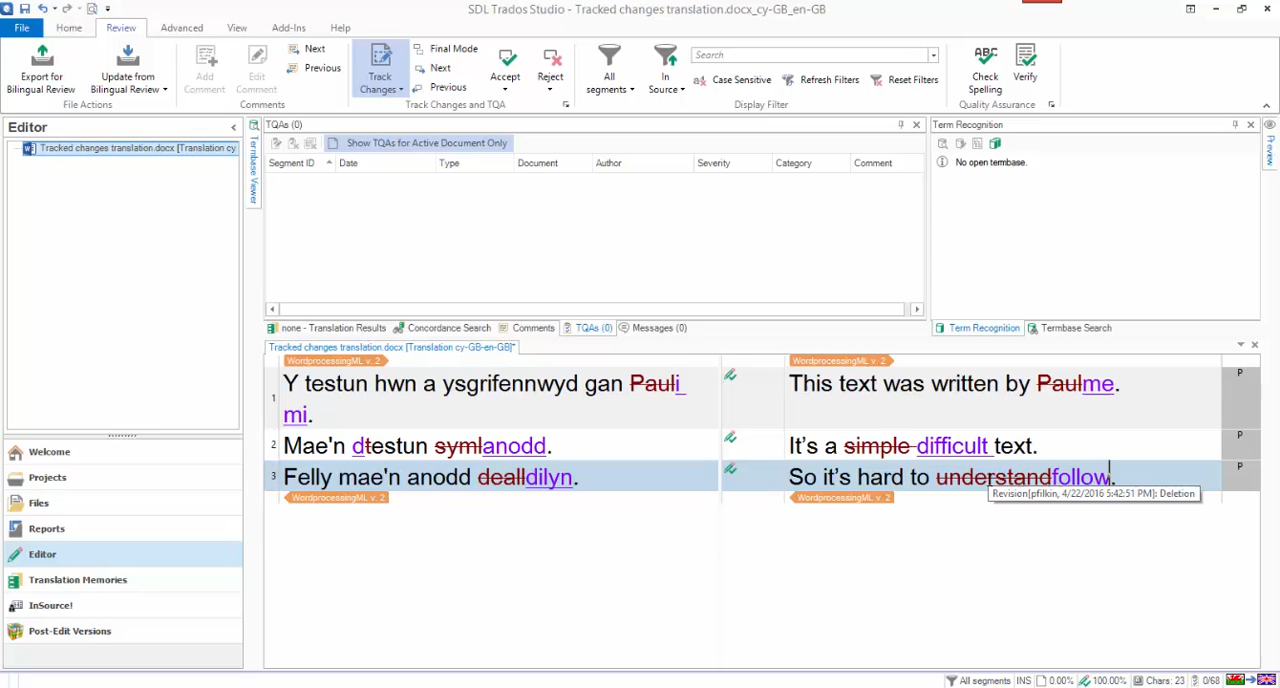 SDL Trados Studio - Tracked changes translation.docx_cy-GB_en-GB
File Home Review Advanced View Add-Ins Help
Export for Bilingual Review
Update from Bilingual Review
File Actions
Add Comment
Edit Comment
Next
Previous
Comments
Track Changes
Final Mode
Next
Previous
Accept
Reject
Track Changes and TQA
All segments
In Source
Search
Case Sensitive Refresh Filters Reset Filters
Display Filter
ABC
Check Spelling
Verify
Quality Assurance
Editor
Tracked changes translation.docx [Translation cy
Welcome
Projects
Files
Reports
Editor
Translation Memories
InSource!
Post-Edit Versions
Termbase Viewer
TQAs (0)
Show TQAs for Active Document Only
Segment ID Date Type Document Author Severity Category Comment
Term Recognition
No open termbase.
Preview
none - Translation Results Concordance Search Comments TQAs (0) Messages (0)
Term Recognition Termbase Search
Tracked changes translation.docx [Translation cy-GB-en-GB]*
WordprocessingML v. 2 WordprocessingML v. 2
1 Y testun hwn a ysgrifennwyd gan Pauli
mi.
This text was written by Paulme. P
2 Mae'n dtestun symlanodd. It’s a simple difficult text. P
3 Felly mae'n anodd dealldilyn. So it’s hard to understandfollow. P
Revision[pfilkin, 4/22/2016 5:42:51 PM]: Deletion
WordprocessingML v. 2 WordprocessingML v. 2
All segments INS 0.00% 100.00% Chars: 23 0/68